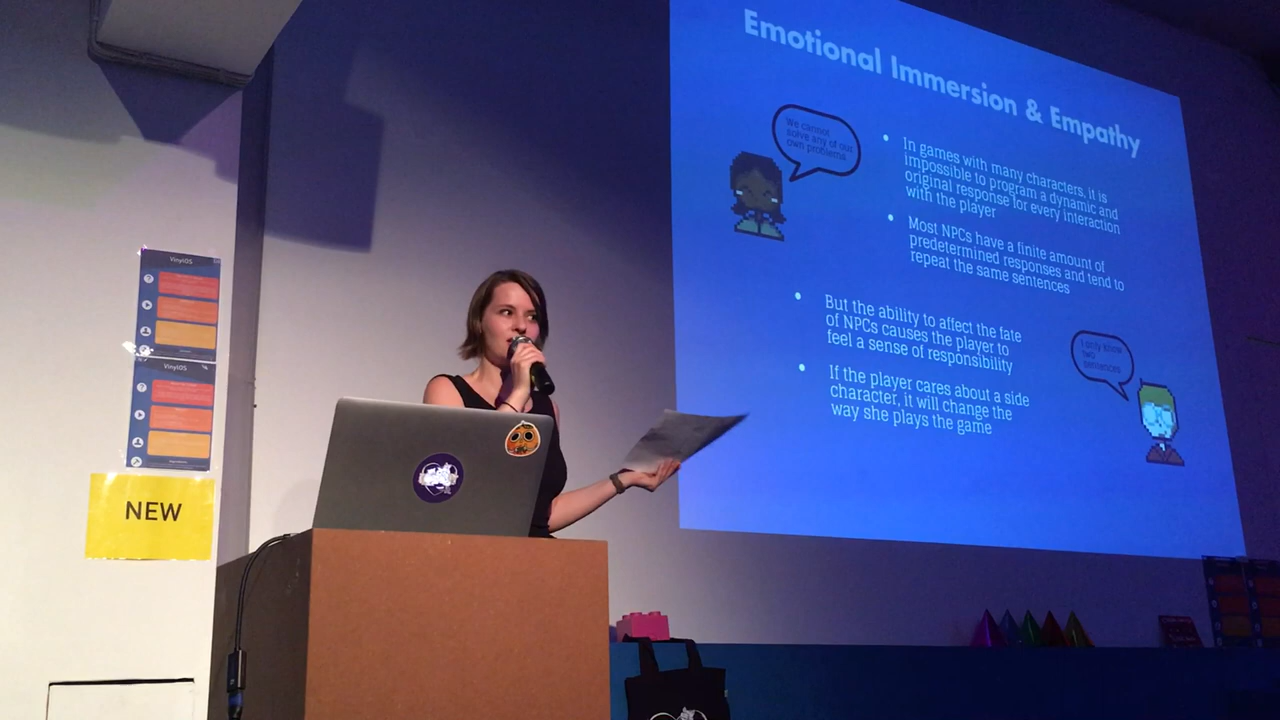 Emotional Immersion & Empathy
We cannot
solve any of our
own problems
In games with many characters, it is
impossible to program a dynamic and
original response for every interaction
with the player
Most NPCs have a finite amount of
predetermined responses and tend to
repeat the same sentences
But the ability to affect the fate
of NPCs causes the player to
feel a sense of responsibility
If the player cares about a side
character, it will change the
way she plays the game
I only know
two
sentences
VinylOS
VinylOS
NEW